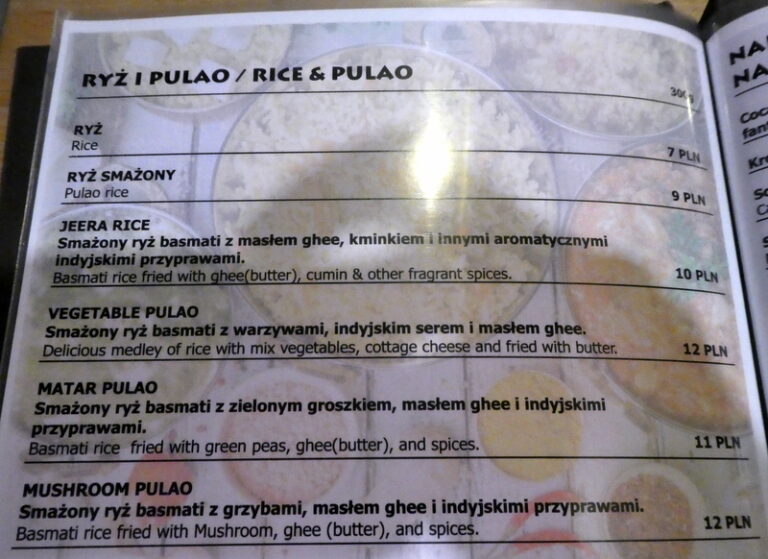 RYŻ I PULAO / RICE & PULAO
300g
RYŻ
Rice
7 PLN
RYŻ SMAŻONY
Pulao rice
9 PLN
JEERA RICE
Smażony ryż basmati z masłem ghee, kminkiem i innymi aromatycznymi
indyjskimi przyprawami.
Basmati rice fried with ghee(butter), cumin & other fragrant spices.
10 PLN
VEGETABLE PULAO
Smażony ryż basmati z warzywami, indyjskim serem i masłem ghee.
Delicious medley of rice with mix vegetables, cottage cheese and fried with butter.
12 PLN
MATAR PULAO
Smażony ryż basmati z zielonym groszkiem, masłem ghee i indyjskimi
przyprawami.
Basmati rice fried with green peas, ghee(butter), and spices.
11 PLN
MUSHROOM PULAO
Smażony ryż basmati z grzybami, masłem ghee i indyjskimi przyprawami.
Basmati rice fried with Mushroom, ghee (butter), and spices.
12 PLN